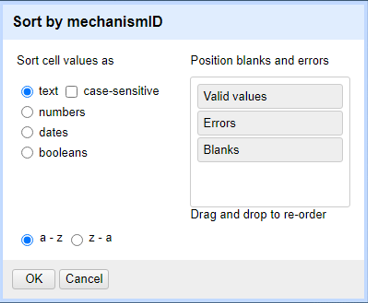 Sort by mechanismID
Sort cell values as
text case-sensitive
numbers
dates
booleans
a - z z - a
Position blanks and errors
Valid values
Errors
Blanks
Drag and drop to re-order
OK Cancel